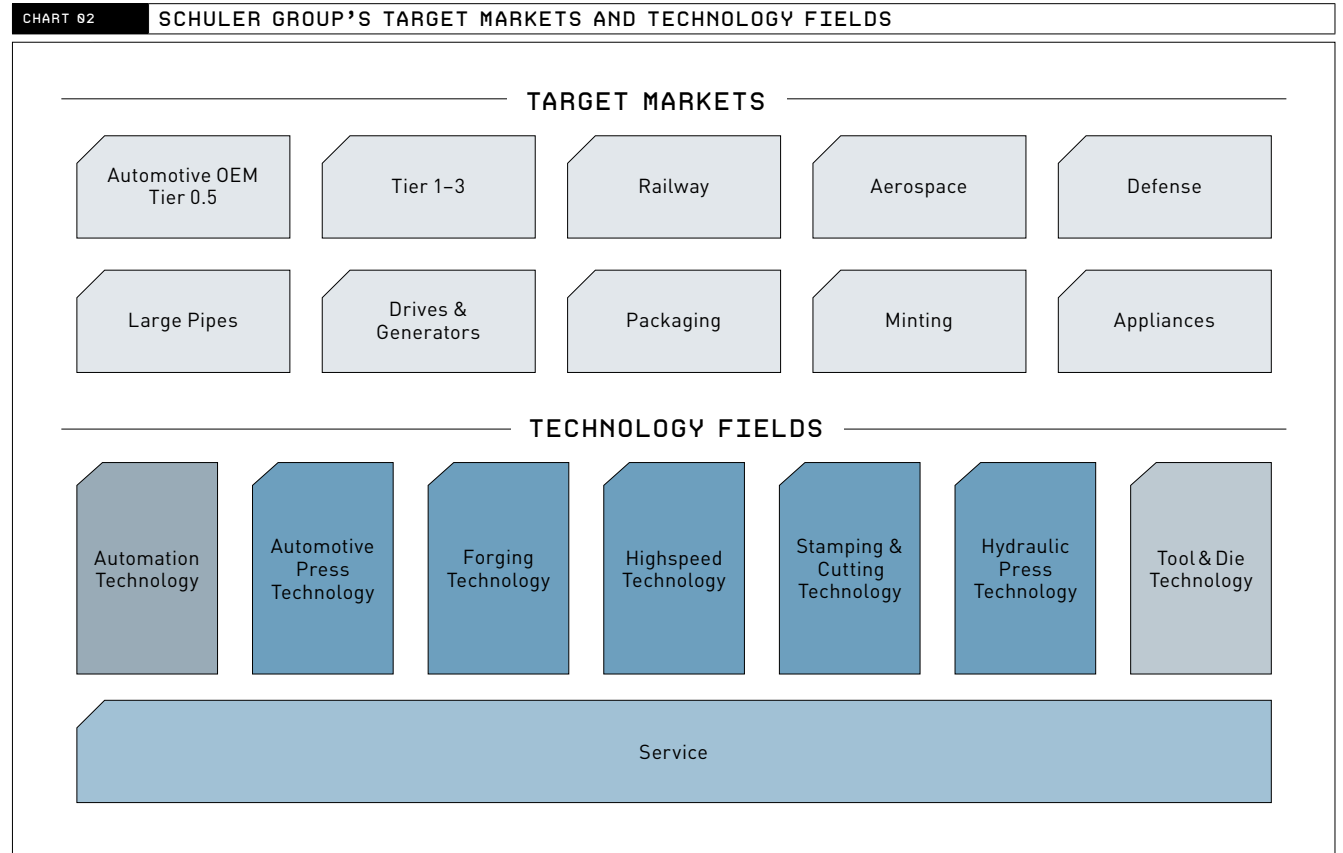 CHART 02
SCHULER GROUP’S TARGET MARKETS AND TECHNOLOGY FIELDS
TARGET MARKETS
Automotive OEM
Tier 0.5
Tier 1–3
Railway
Aerospace
Defense
Large Pipes
Drives &
Generators
Packaging
Minting
Appliances
TECHNOLOGY FIELDS
Automation
Technology
Automotive
Press
Technology
Forging
Technology
Highspeed
Technology
Stamping &
Cutting
Technology
Hydraulic
Press
Technology
Tool & Die
Technology
Service